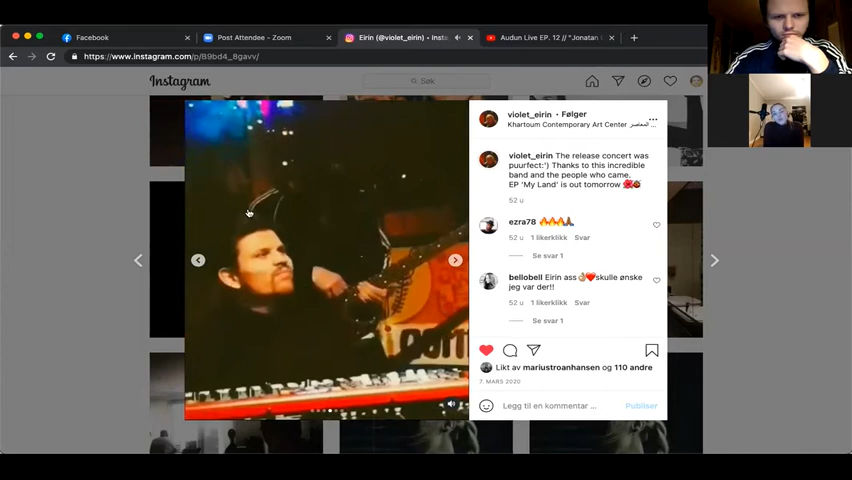 Facebook
Post Attendee - Zoom
Eirin (@violet_eirin) • Insta
Audun Live EP. 12 // "Jonatan
https://www.instagram.com/p/B9bd4_8gavv/
Instagram
Søk
violet_eirin • Følger
Khartoum Contemporary Art Center
violet_eirin The release concert was
puurfect:') Thanks to this incredible
band and the people who came.
EP 'My Land' is out tomorrow
52 u
ezra78 🔥🔥🔥
52 u 1 likerklikk Svar
Se svar 1
bellobell Eirin ass👌🏼❤️skulle ønske
jeg var der!!
52 u 1 likerklikk Svar
Se svar 1
Likt av mariustroanhansen og 110 andre
7. MARS 2020
Legg til en kommentar ...
Publiser